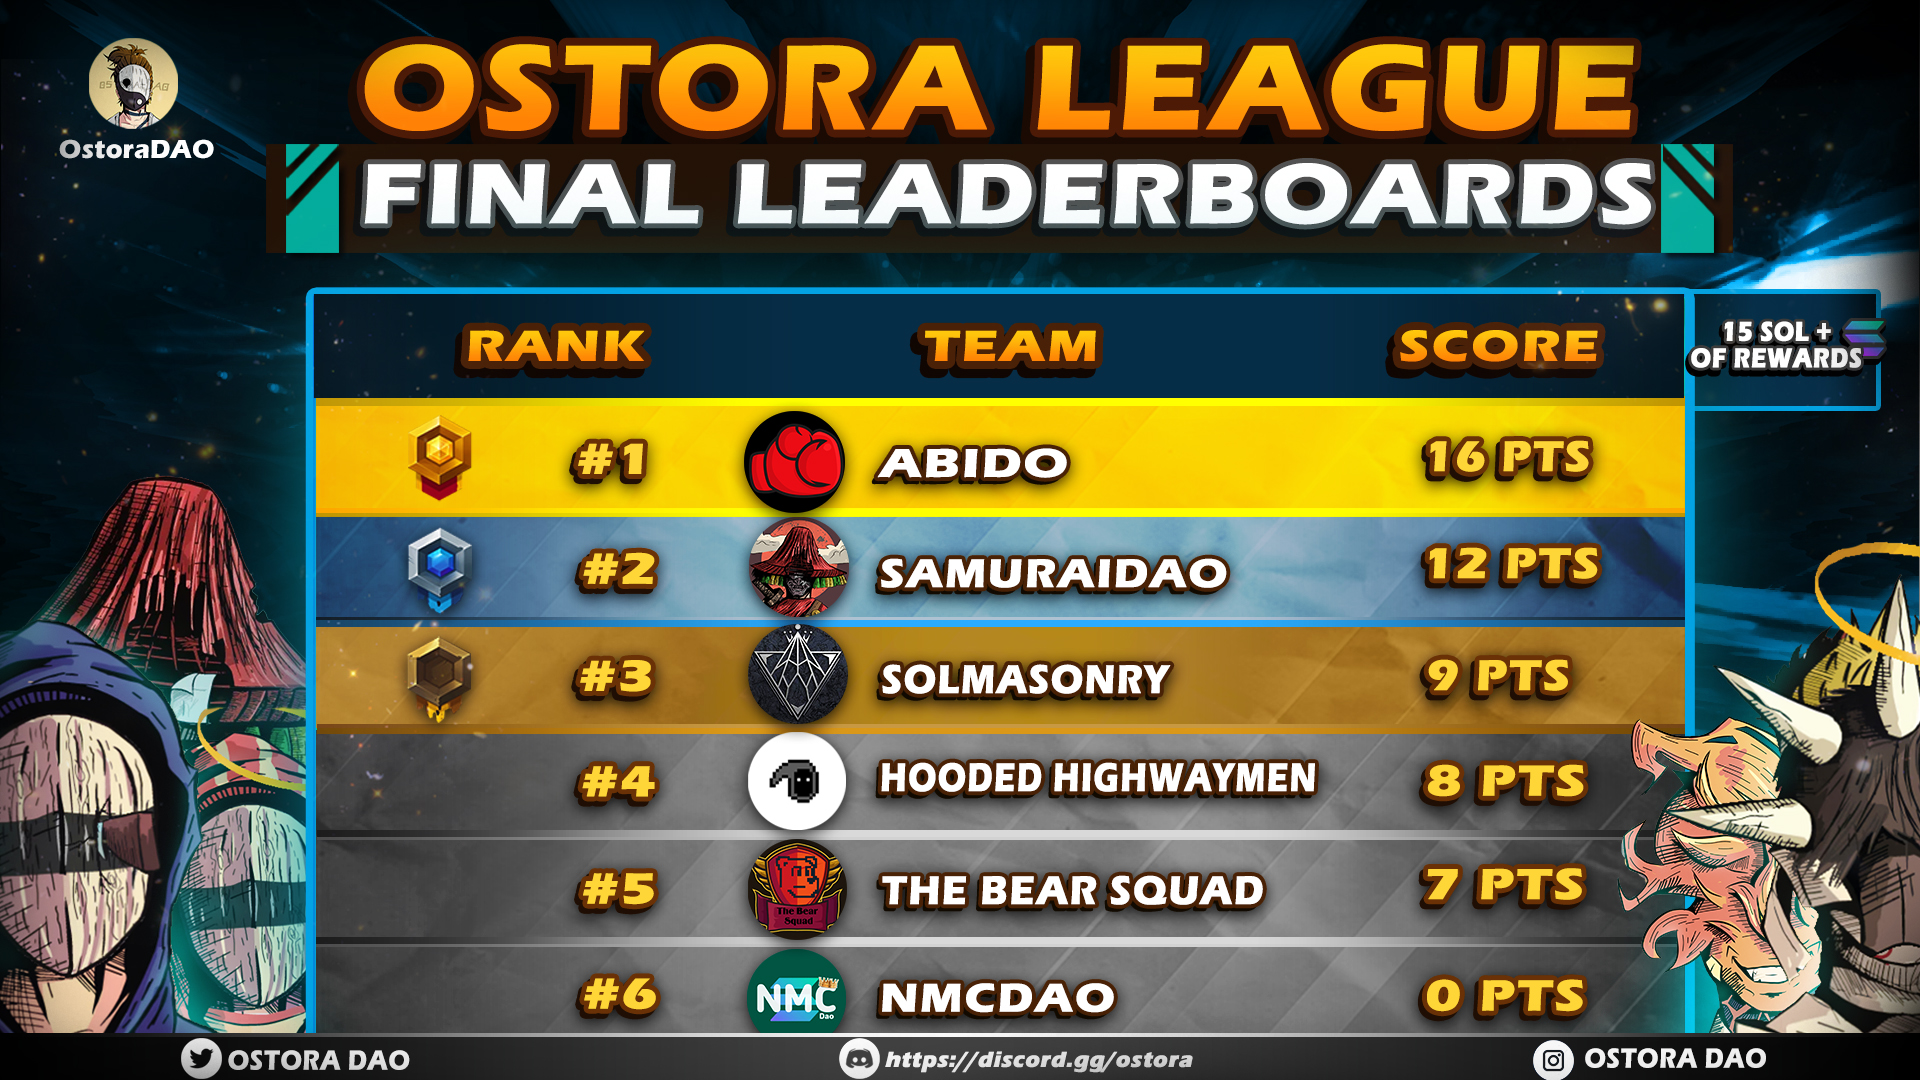 OstoraDAO
OSTORA LEAGUE
FINAL LEADERBOARDS
RANK TEAM SCORE
15 SOL +
OF REWARDS
#1 ABIDO 16 PTS
#2 SAMURAIDAO 12 PTS
#3 SOLMASONRY 9 PTS
#4 HOODED HIGHWAYMEN 8 PTS
#5 The Bear
Squad
THE BEAR SQUAD 7 PTS
#6 NMC
Dao
NMCDAO 0 PTS
OSTORA DAO https://discord.gg/ostora OSTORA DAO